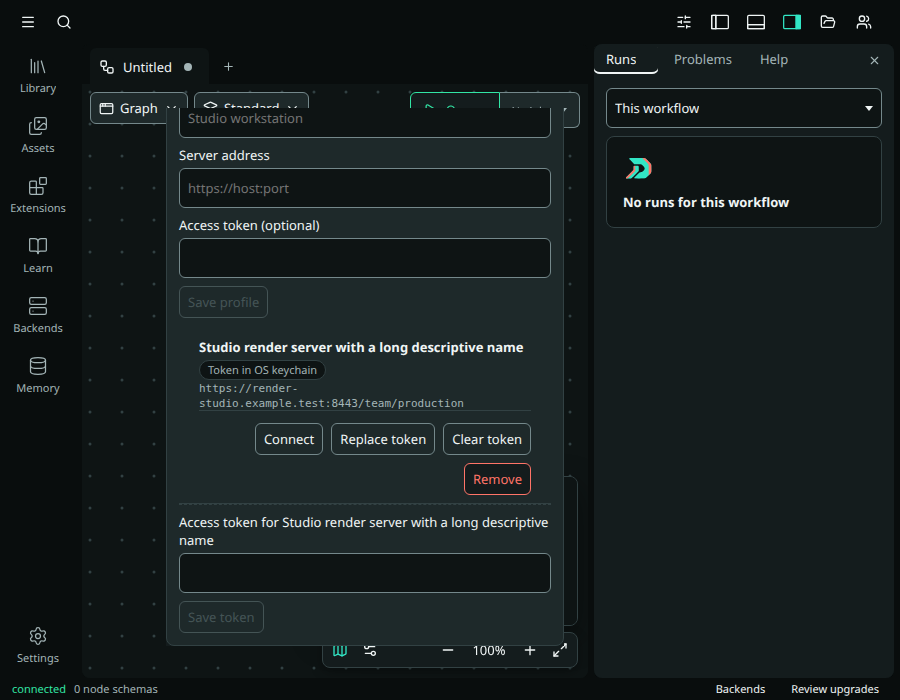 Untitled
Runs
Problems
Help
Library
Assets
Extensions
Learn
Backends
Memory
Settings
Graph
Standard
This workflow
No runs for this workflow
Studio workstation
Server address
https://host:port
Access token (optional)
Save profile
Studio render server with a long descriptive name
Token in OS keychain
https://render-
studio.example.test:8443/team/production
Connect
Replace token
Clear token
Remove
Access token for Studio render server with a long descriptive
name
Save token
100%
connected
0 node schemas
Backends
Review upgrades